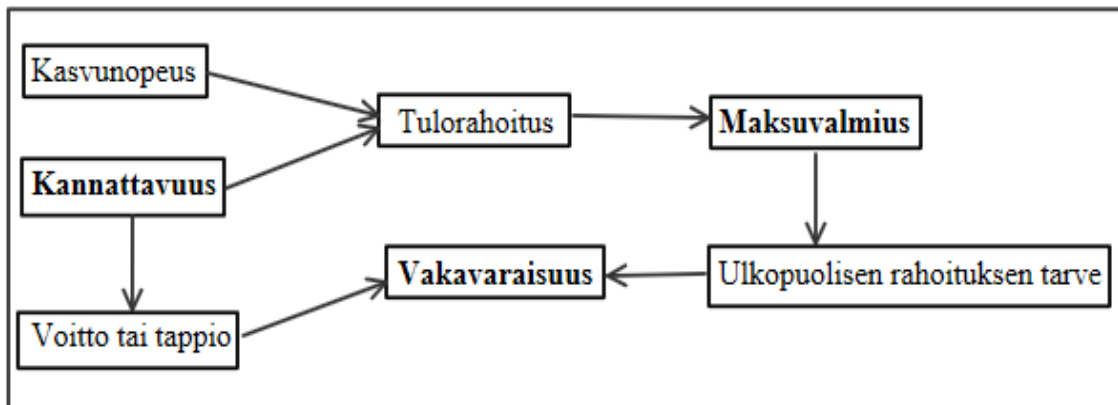 Kasvunopeus
Tulorahoitus
Maksuvalmius
Kannattavuus
Vakavaraisuus
Ulkopuolisen rahoituksen tarve
Voitto tai tappio